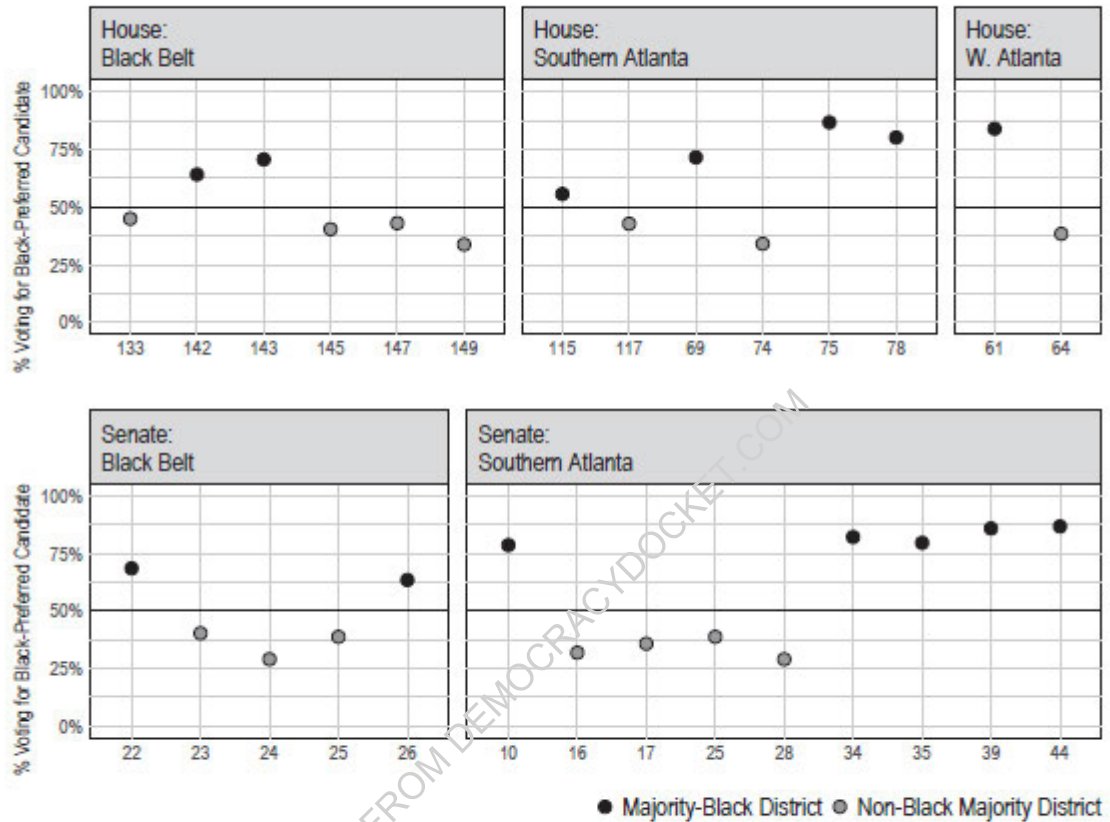 House:
Black Belt
House:
Southern Atlanta
House:
W. Atlanta
% Voting for Black-Preferred Candidate
100%
75%
50%
25%
0%
133 142 143 145 147 149
115 117 69 74 75 78
61 64
Senate:
Black Belt
Senate:
Southern Atlanta
% Voting for Black-Preferred Candidate
100%
75%
50%
25%
0%
22 23 24 25 26
10 16 17 25 28 34 35 39 44
FROM DEMOCRACYDOCKET.COM
Majority-Black District Non-Black Majority District